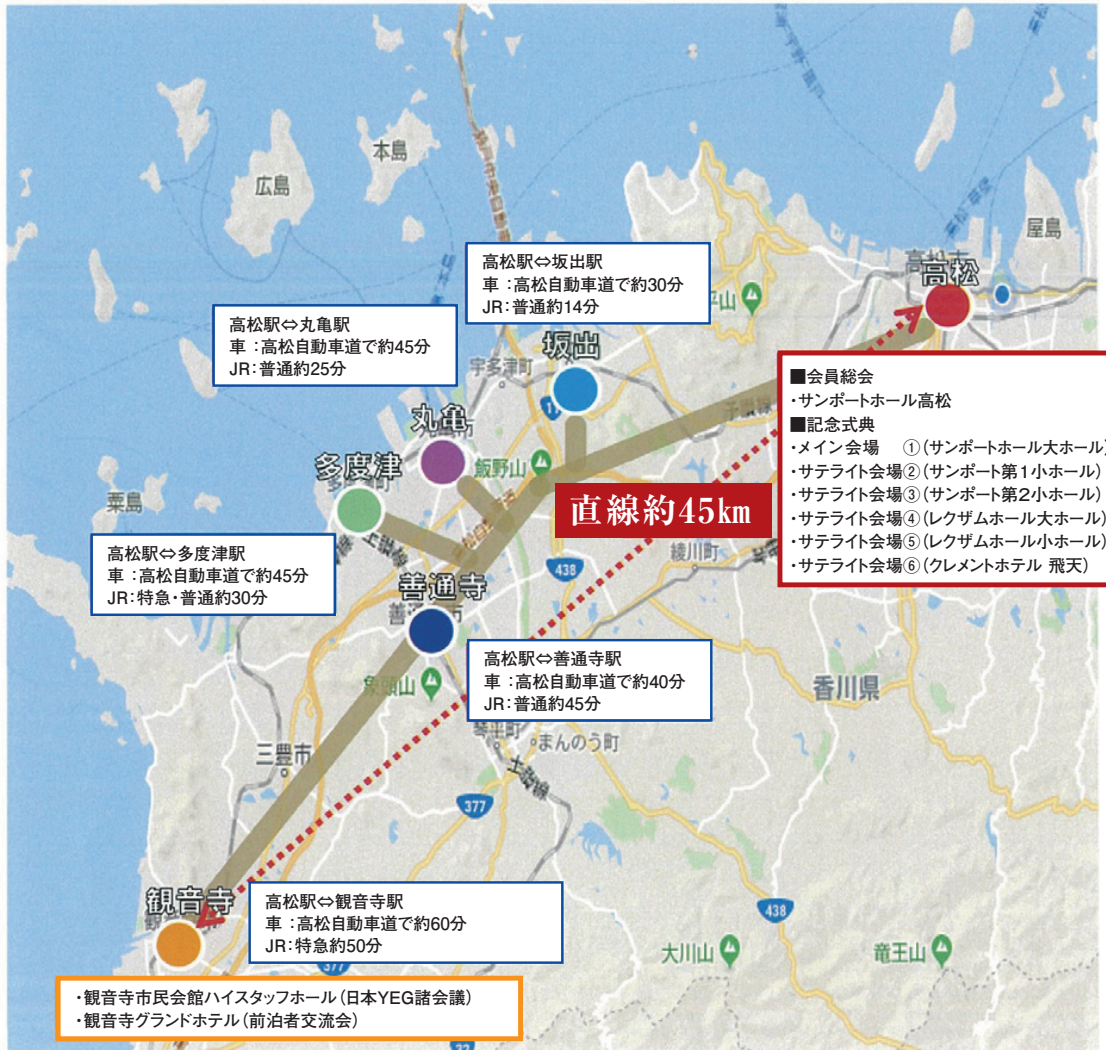 本島
広島
屋島
高松
高松駅⇔坂出駅
車：高松自動車道で約30分
JR：普通約14分
高松駅⇔丸亀駅
車：高松自動車道で約45分
JR：普通約25分
坂出
宇多津町
■会員総会
・サンポートホール高松
■記念式典
・メイン会場　①（サンポートホール大ホール）
・サテライト会場②（サンポート第1小ホール）
・サテライト会場③（サンポート第2小ホール）
・サテライト会場④（レクザムホール大ホール）
・サテライト会場⑤（レクザムホール小ホール）
・サテライト会場⑥（クレメントホテル 飛天）
丸亀
飯野山
多度津
粟島
直線約45km
綾川町
高松駅⇔多度津駅
車：高松自動車道で約45分
JR：特急・普通約30分
438
善通寺
高松駅⇔善通寺駅
車：高松自動車道で約40分
JR：普通約45分
象頭山
香川県
琴平町
まんのう町
三豊市
土讃線
377
観音寺
高松駅⇔観音寺駅
車：高松自動車道で約60分
JR：特急約50分
438
大川山
竜王山
377
・観音寺市民会館ハイスタッフホール（日本YEG諸会議）
・観音寺グランドホテル（前泊者交流会）